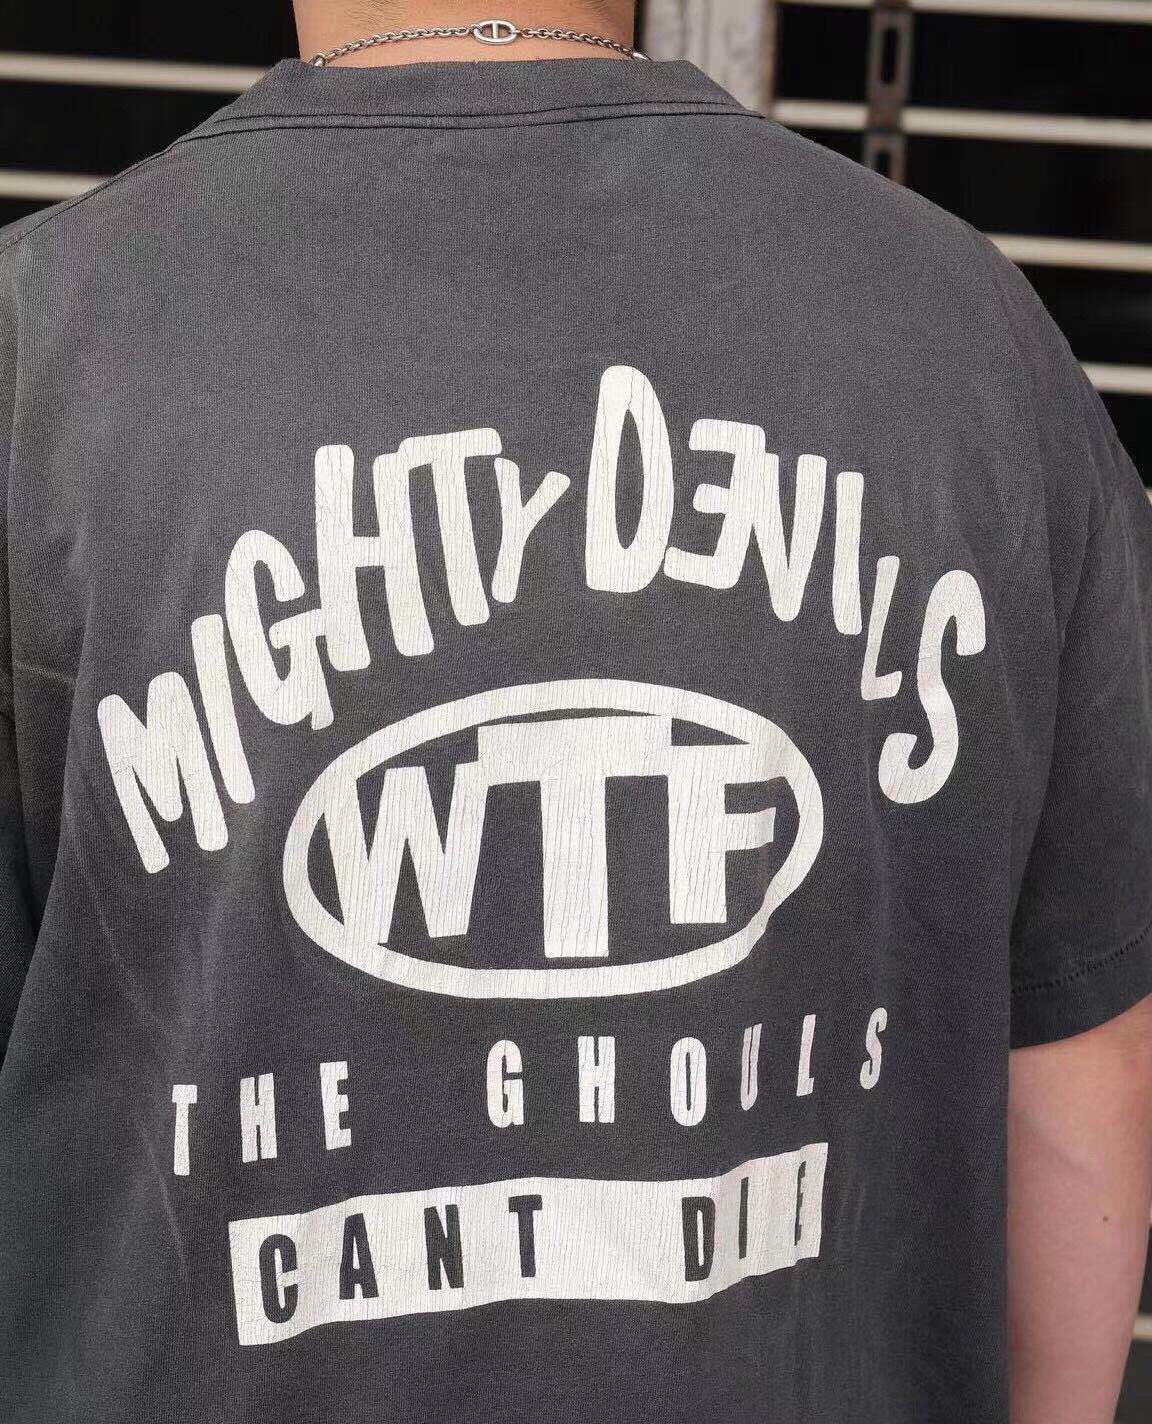 MIGHTY DEVILS
WTF
THE GHOULS
CANT DIE